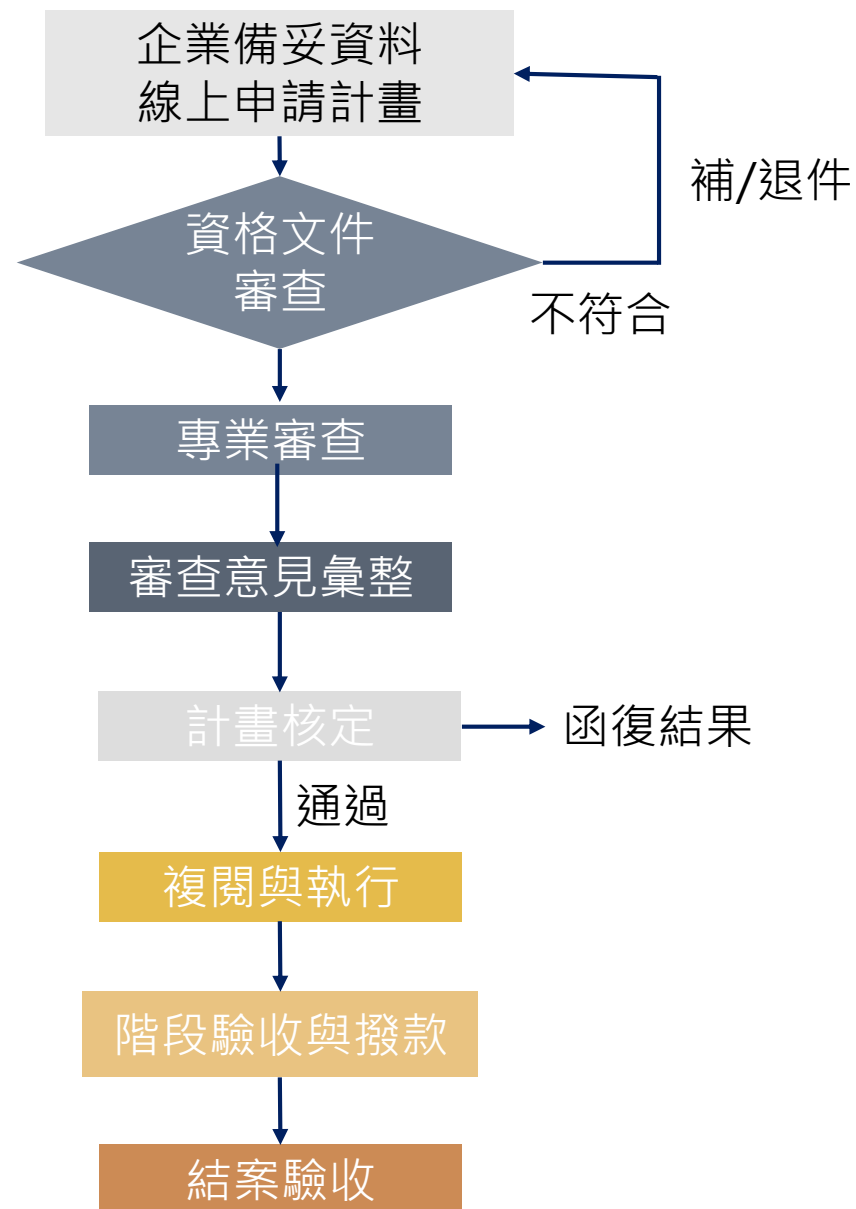 企業備妥資料
線上申請計畫
補/退件
資格文件
審查
不符合
專業審查
審查意見彙整
計畫核定
函復結果
通過
複閱與執行
階段驗收與撥款
結案驗收